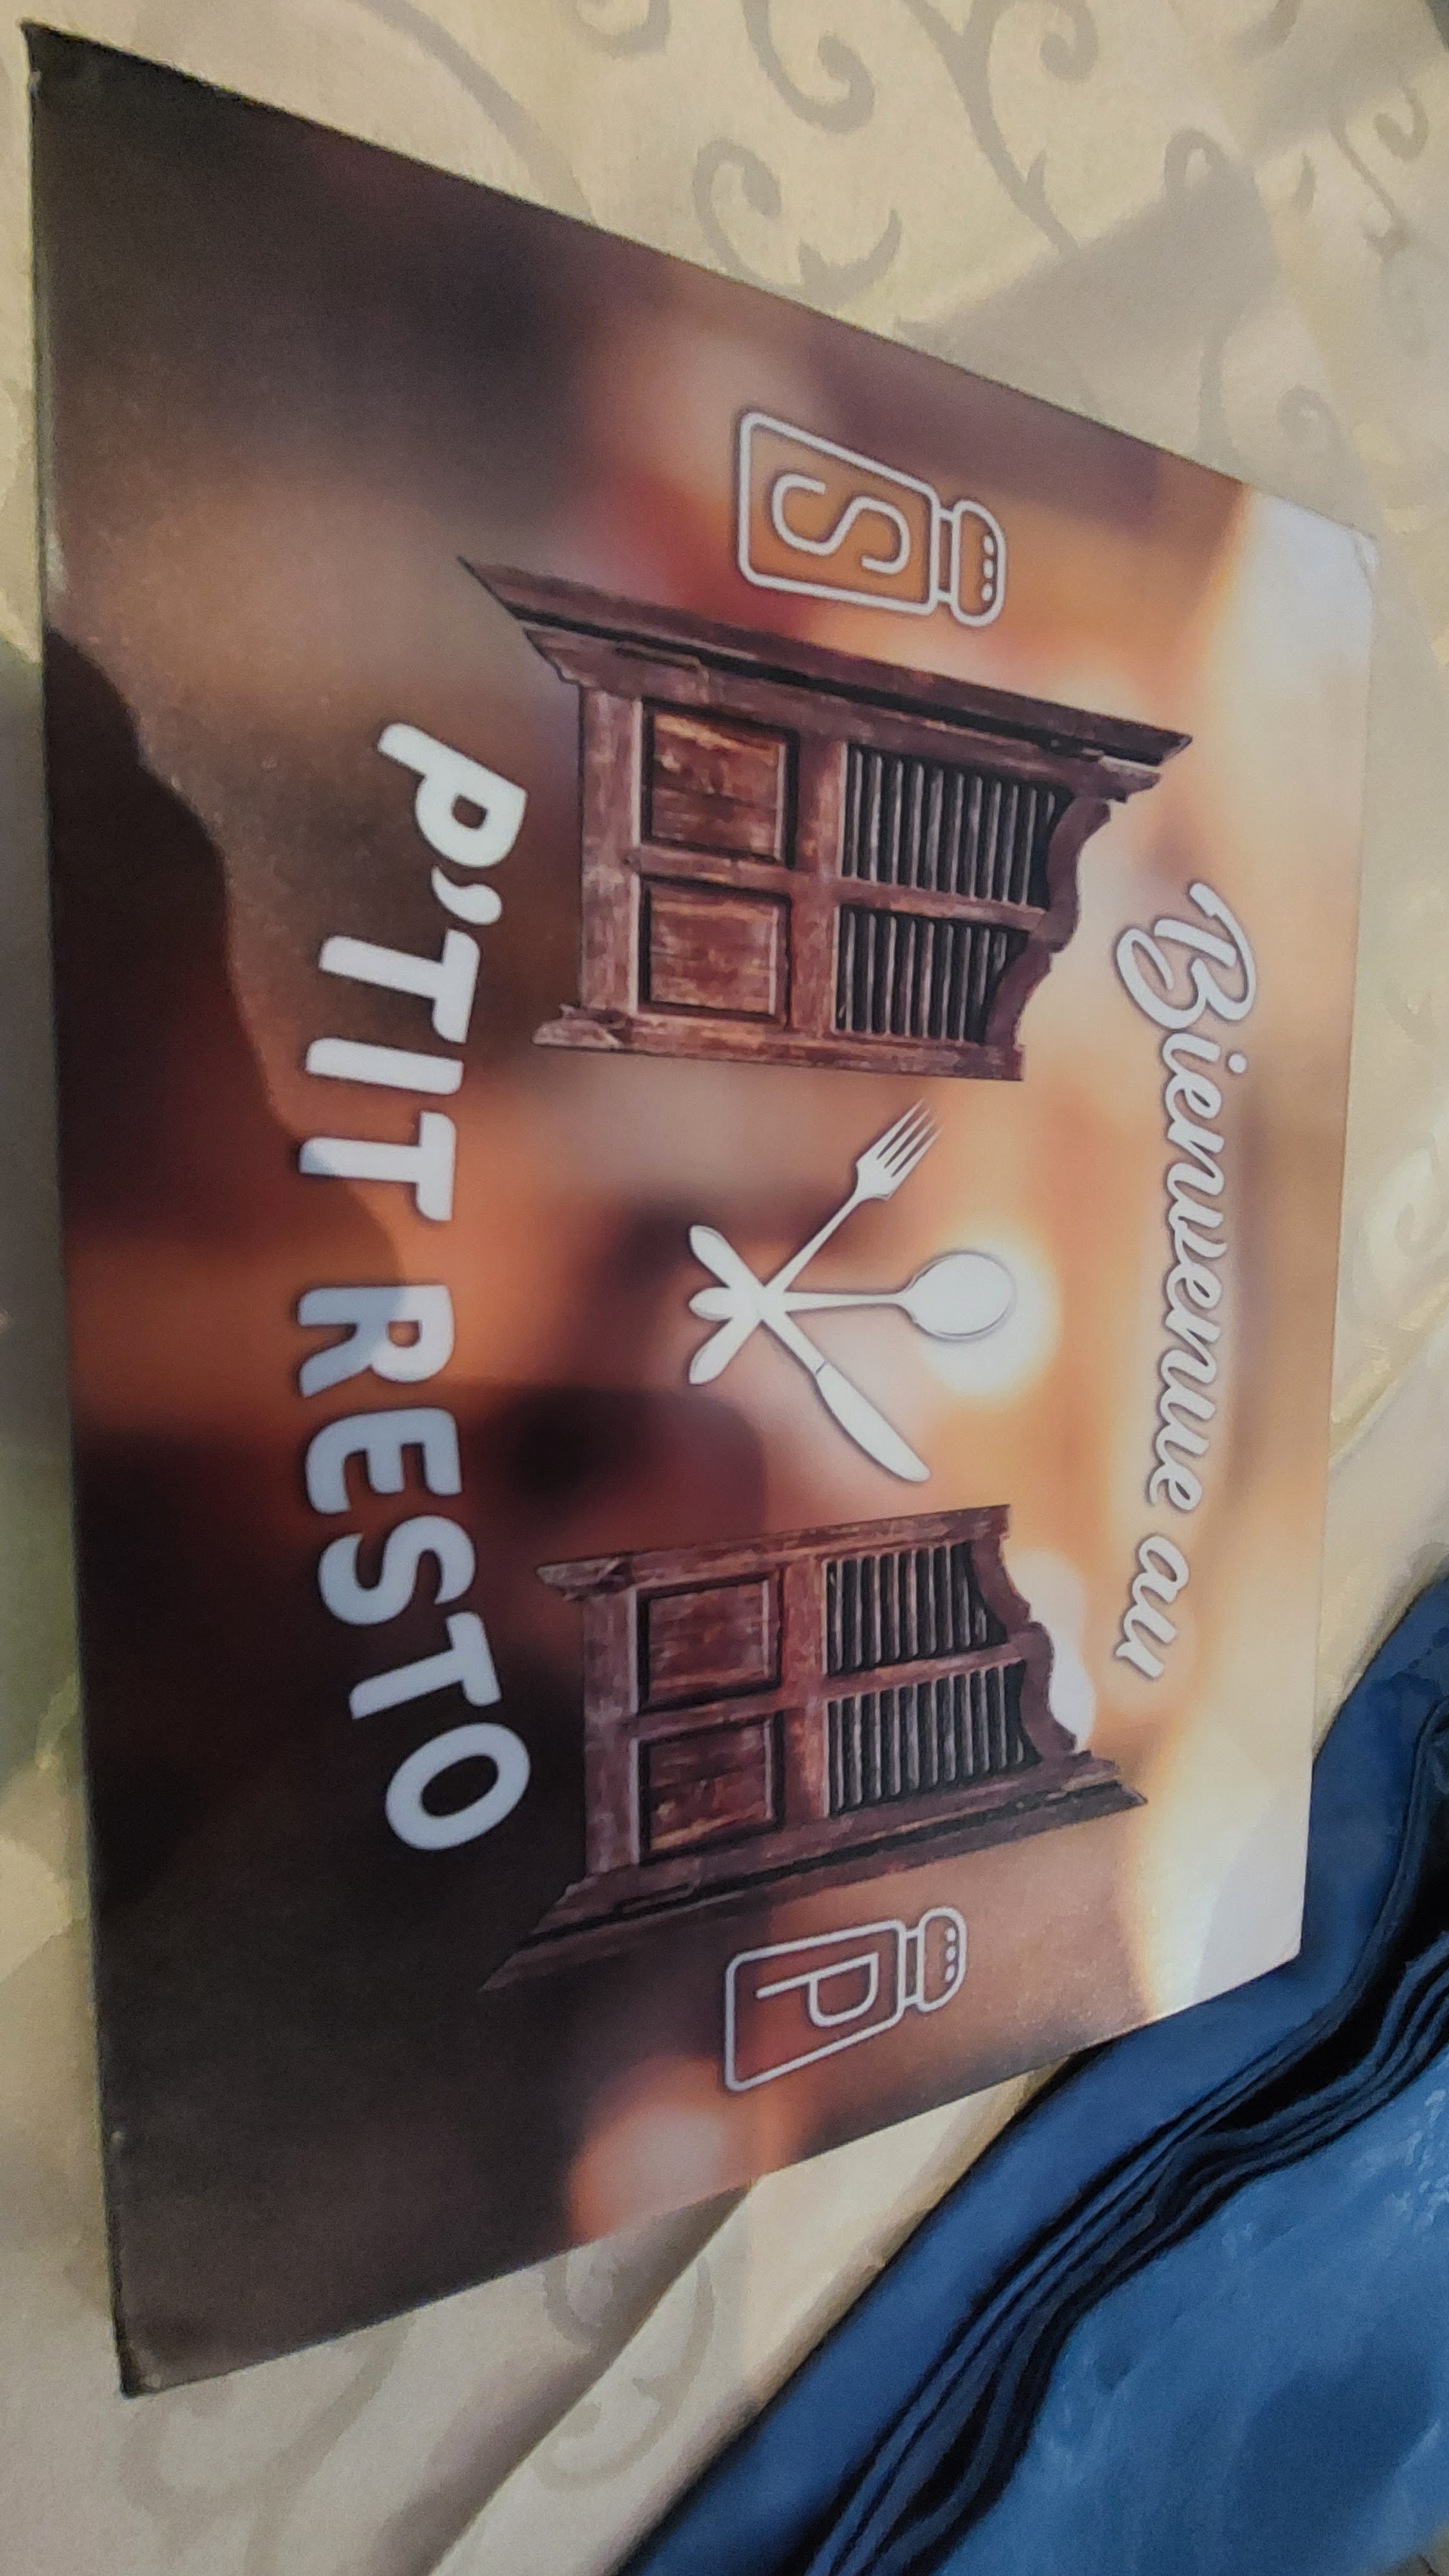 Bienvenue au
S
P
P'TIT RESTO